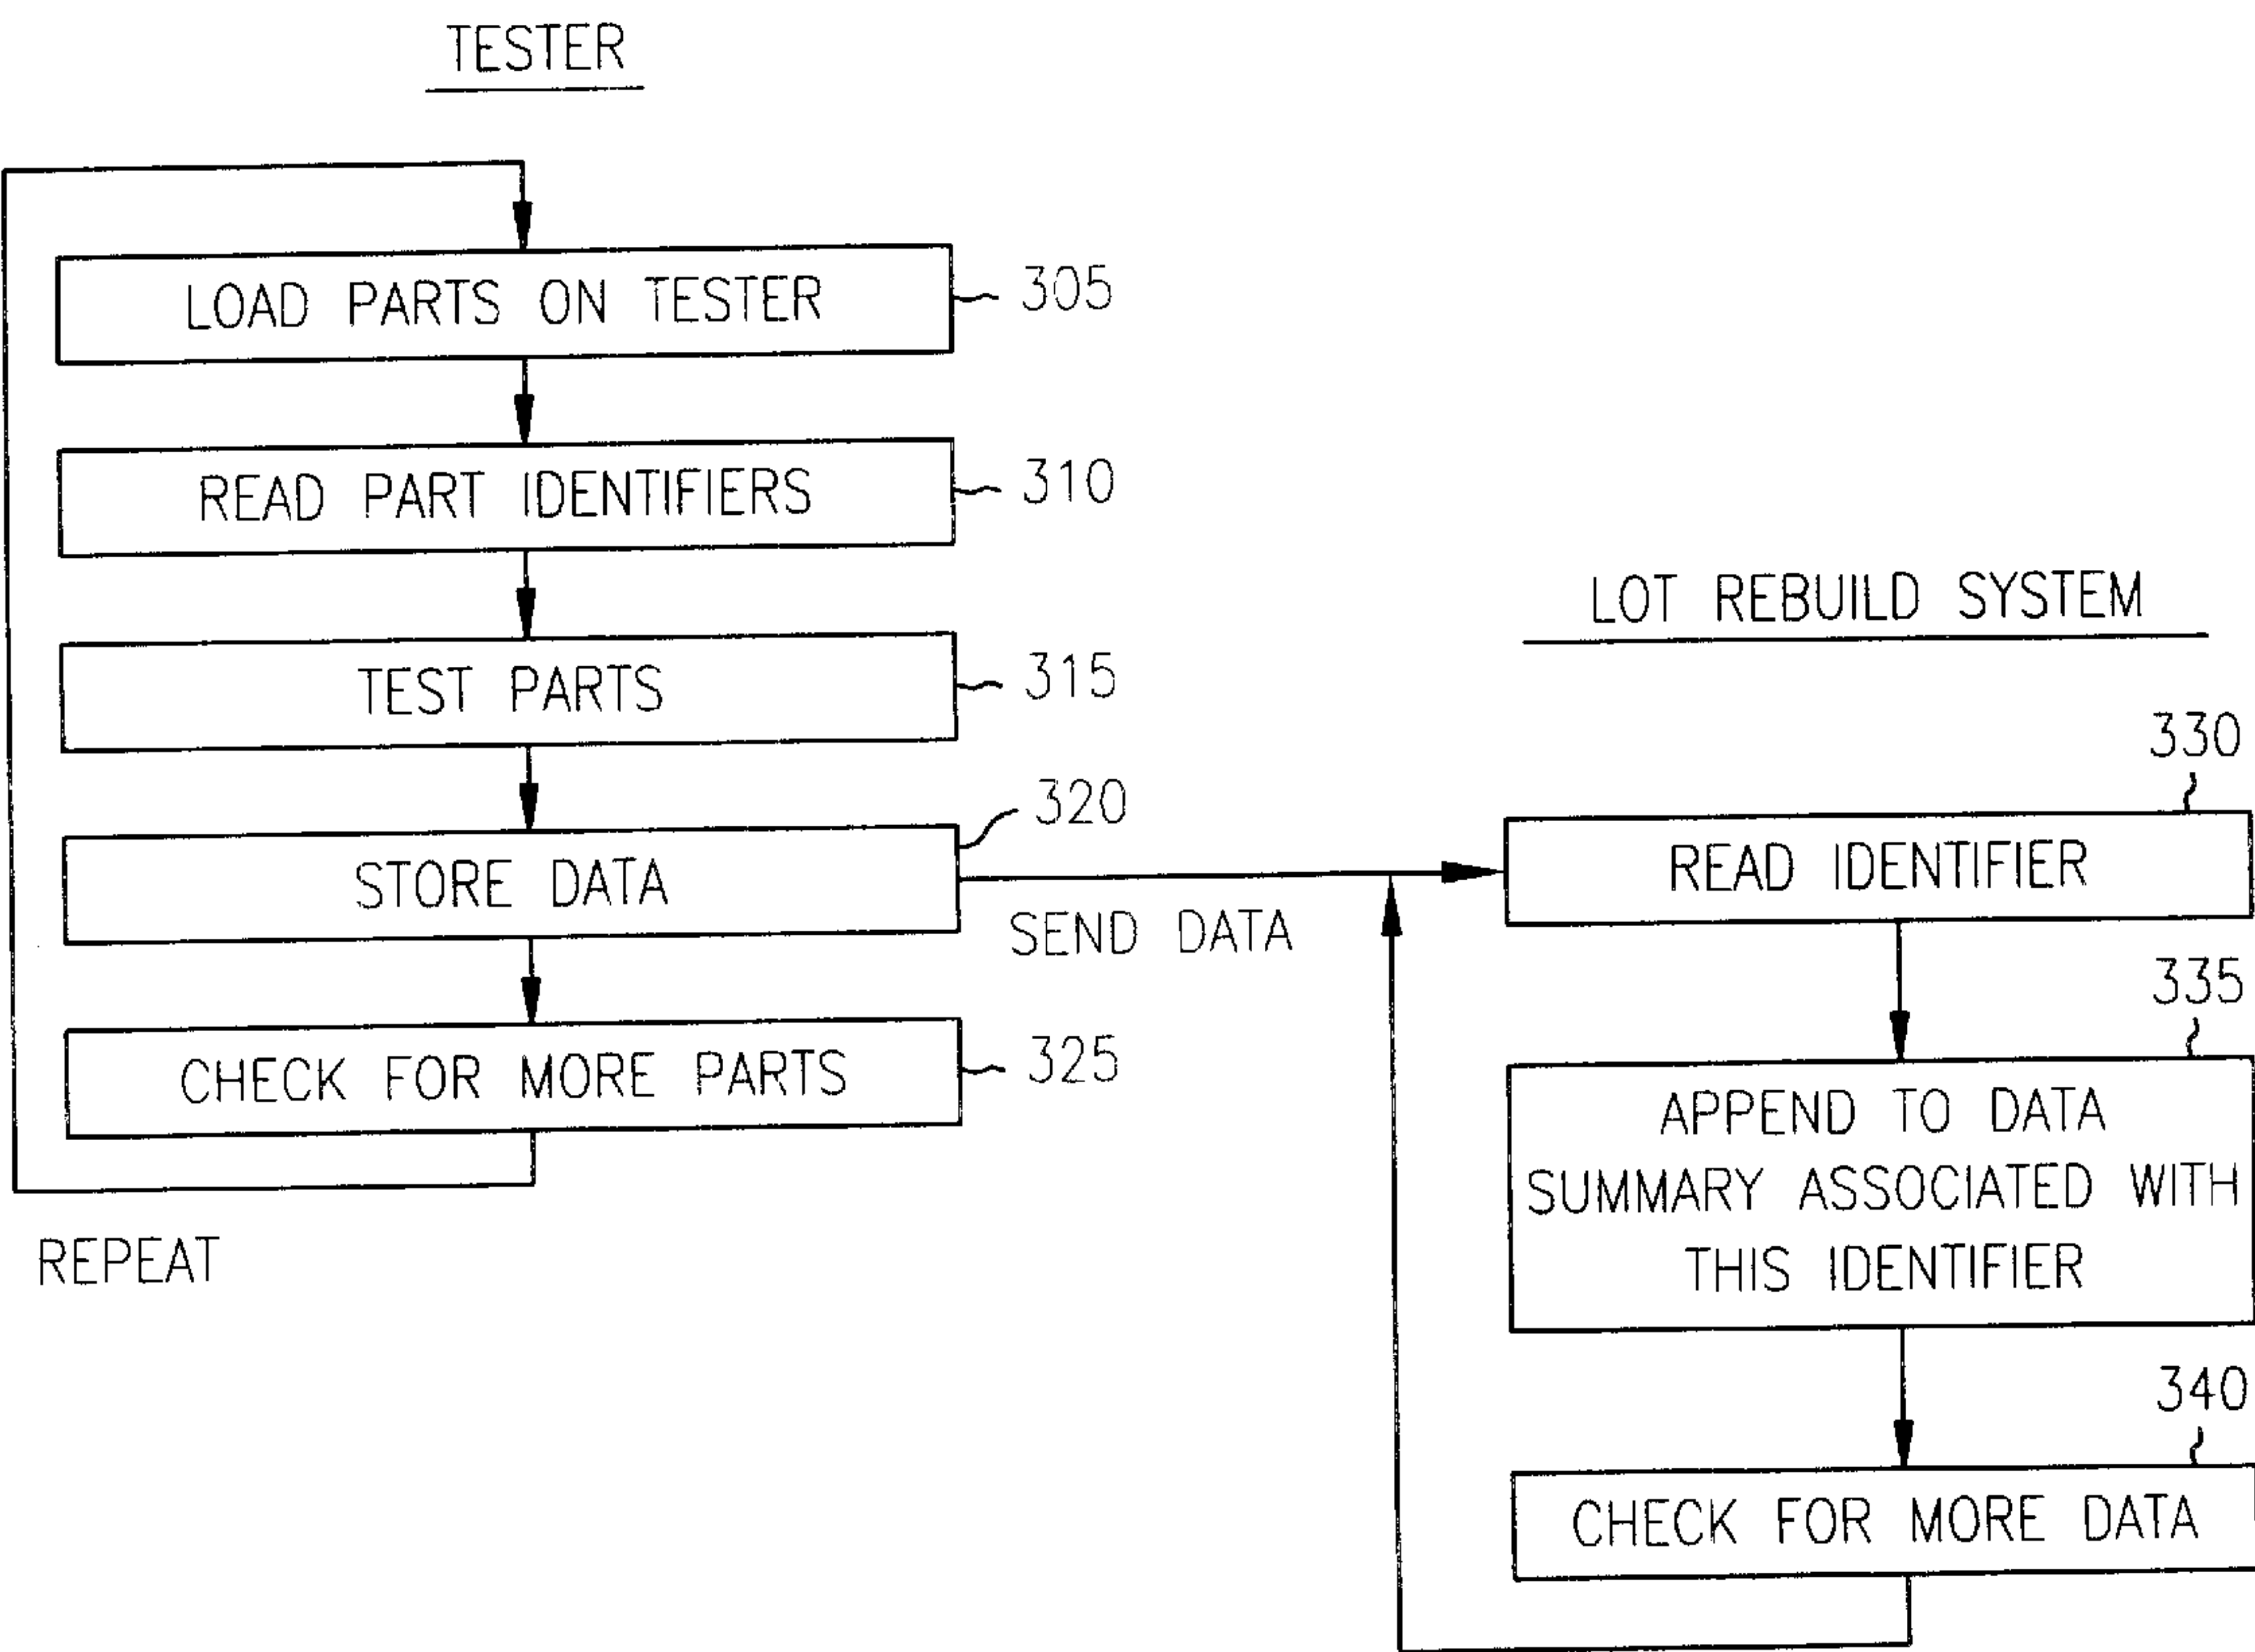 TESTER
LOAD PARTS ON TESTER
305
READ PART IDENTIFIERS
310
TEST PARTS
315
STORE DATA
320
SEND DATA
CHECK FOR MORE PARTS
325
REPEAT
LOT REBUILD SYSTEM
330
READ IDENTIFIER
335
APPEND TO DATA
SUMMARY ASSOCIATED WITH
THIS IDENTIFIER
340
CHECK FOR MORE DATA